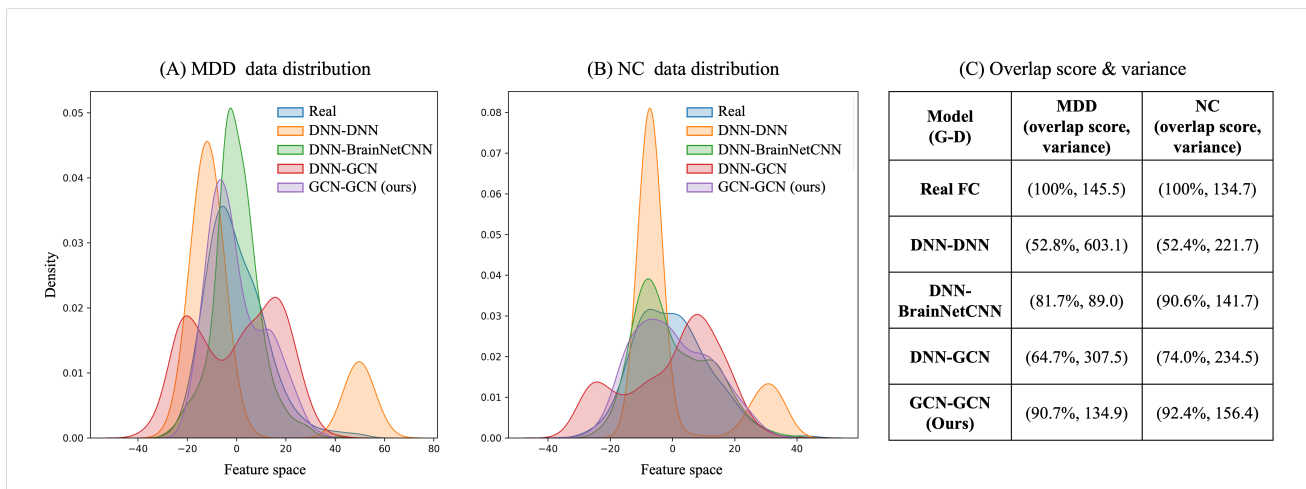 (A) MDD data distribution
0.05
0.04
0.03
0.02
0.01
0.00
Density
−40
−20
0
20
40
60
80
Feature space
Real
DNN-DNN
DNN-BrainNetCNN
DNN-GCN
GCN-GCN (ours)
(B) NC data distribution
0.08
0.07
0.06
0.05
0.04
0.03
0.02
0.01
0.00
−40
−20
0
20
40
Feature space
Real
DNN-DNN
DNN-BrainNetCNN
DNN-GCN
GCN-GCN (ours)
(C) Overlap score & variance
Model
(G-D)
MDD
(overlap score,
variance)
NC
(overlap score,
variance)
Real FC
(100%, 145.5)
(100%, 134.7)
DNN-DNN
(52.8%, 603.1)
(52.4%, 221.7)
DNN-
BrainNetCNN
(81.7%, 89.0)
(90.6%, 141.7)
DNN-GCN
(64.7%, 307.5)
(74.0%, 234.5)
GCN-GCN
(Ours)
(90.7%, 134.9)
(92.4%, 156.4)